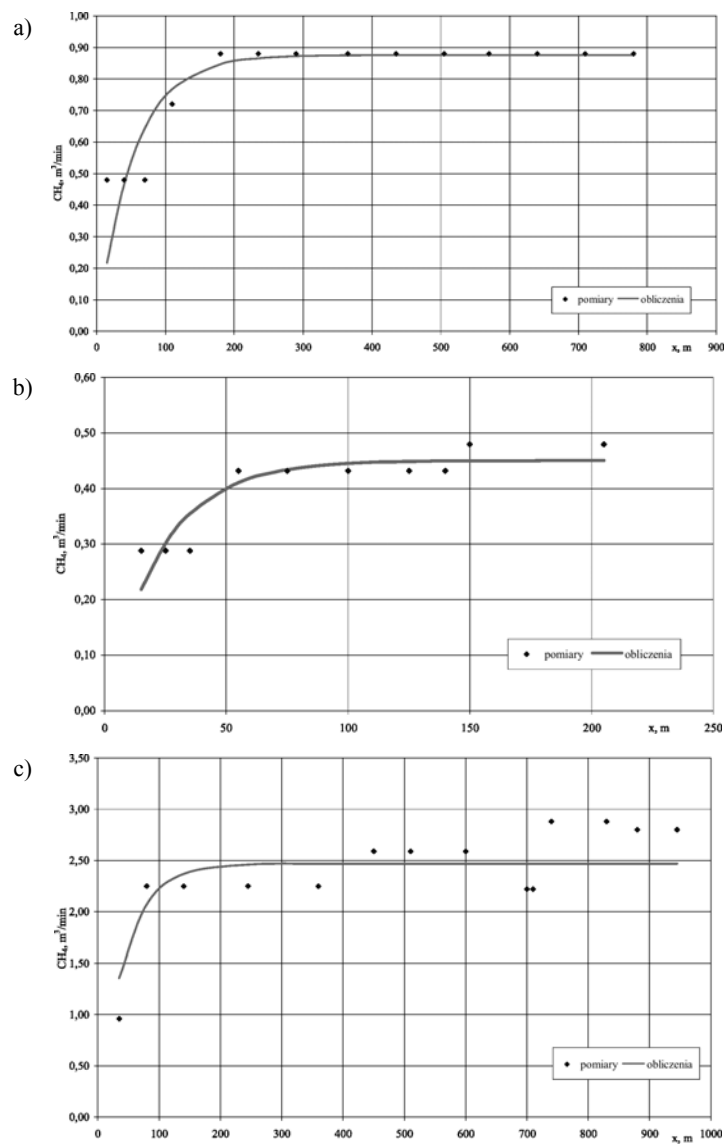 a)
1,00
0,90
0,80
0,70
0,60
0,50
0,40
0,30
0,20
0,10
0,00
CH₄, m³/min
pomiary obliczenia
0 100 200 300 400 500 600 700 800 900
x, m
b)
0,60
0,50
0,40
0,30
0,20
0,10
0,00
CH₄, m³/min
pomiary obliczenia
0 50 100 150 200 250
x, m
c)
3,50
3,00
2,50
2,00
1,50
1,00
0,50
0,00
CH₄, m³/min
pomiary obliczenia
0 100 200 300 400 500 600 700 800 900 1000
x, m